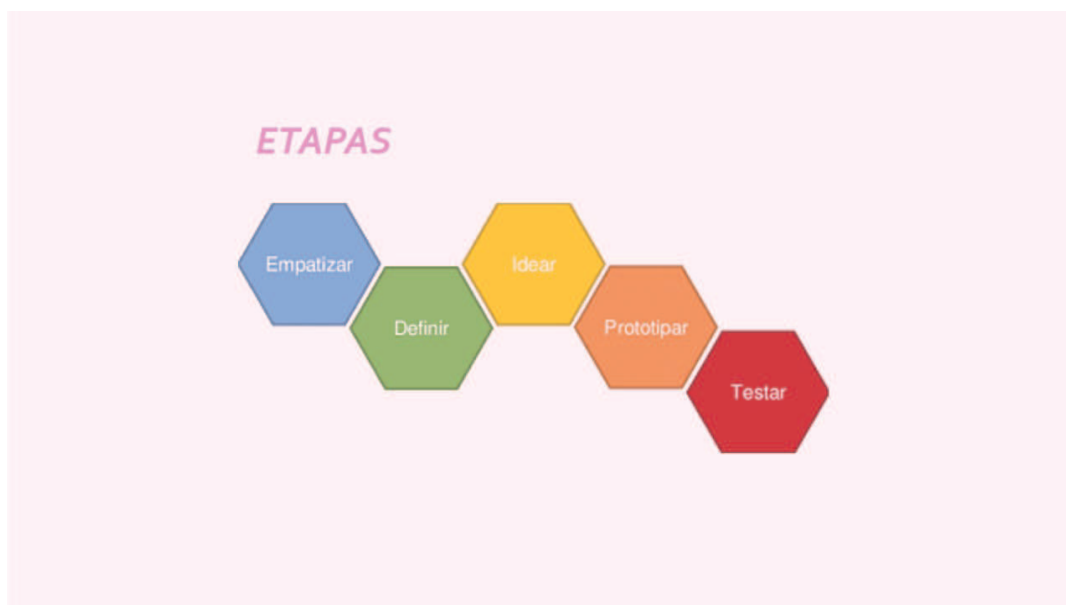 ETAPAS
Empatizar
Definir
Idear
Prototipar
Testar